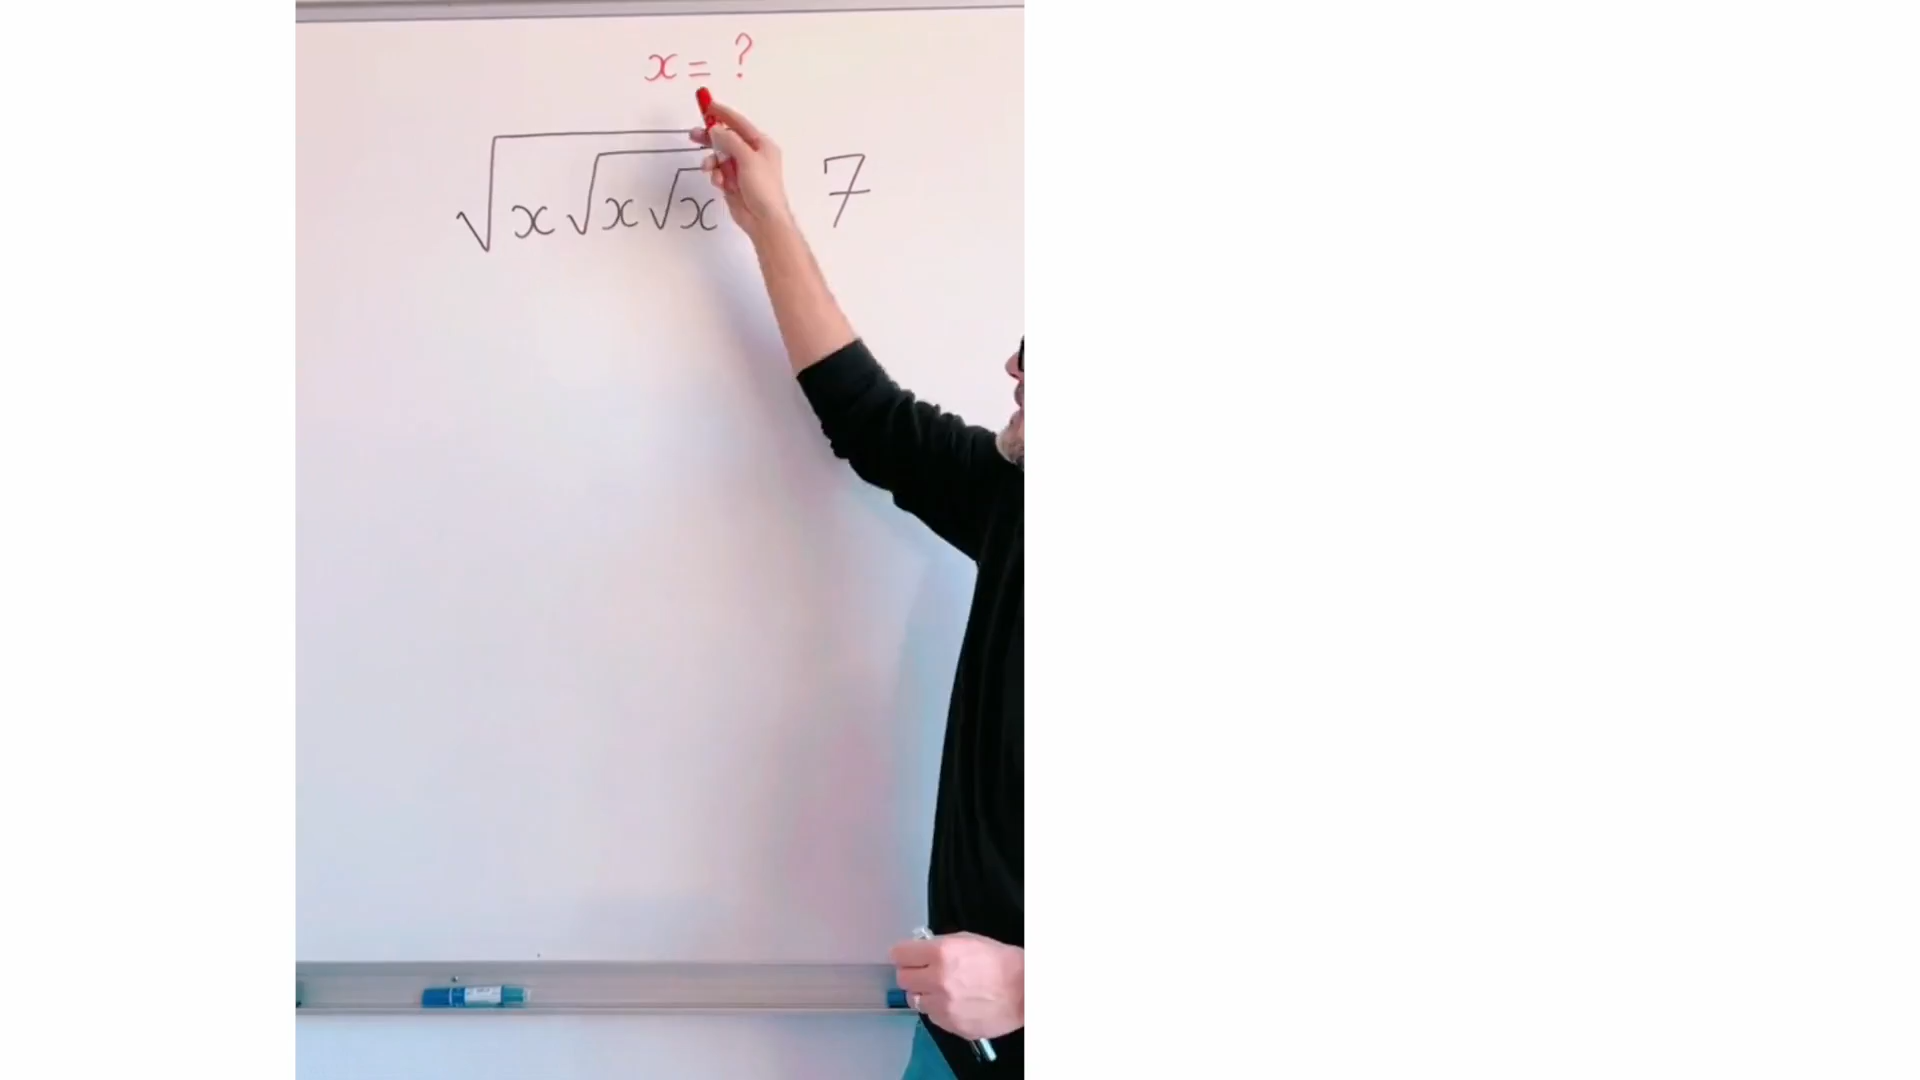 x = ?
√x√x√x 7